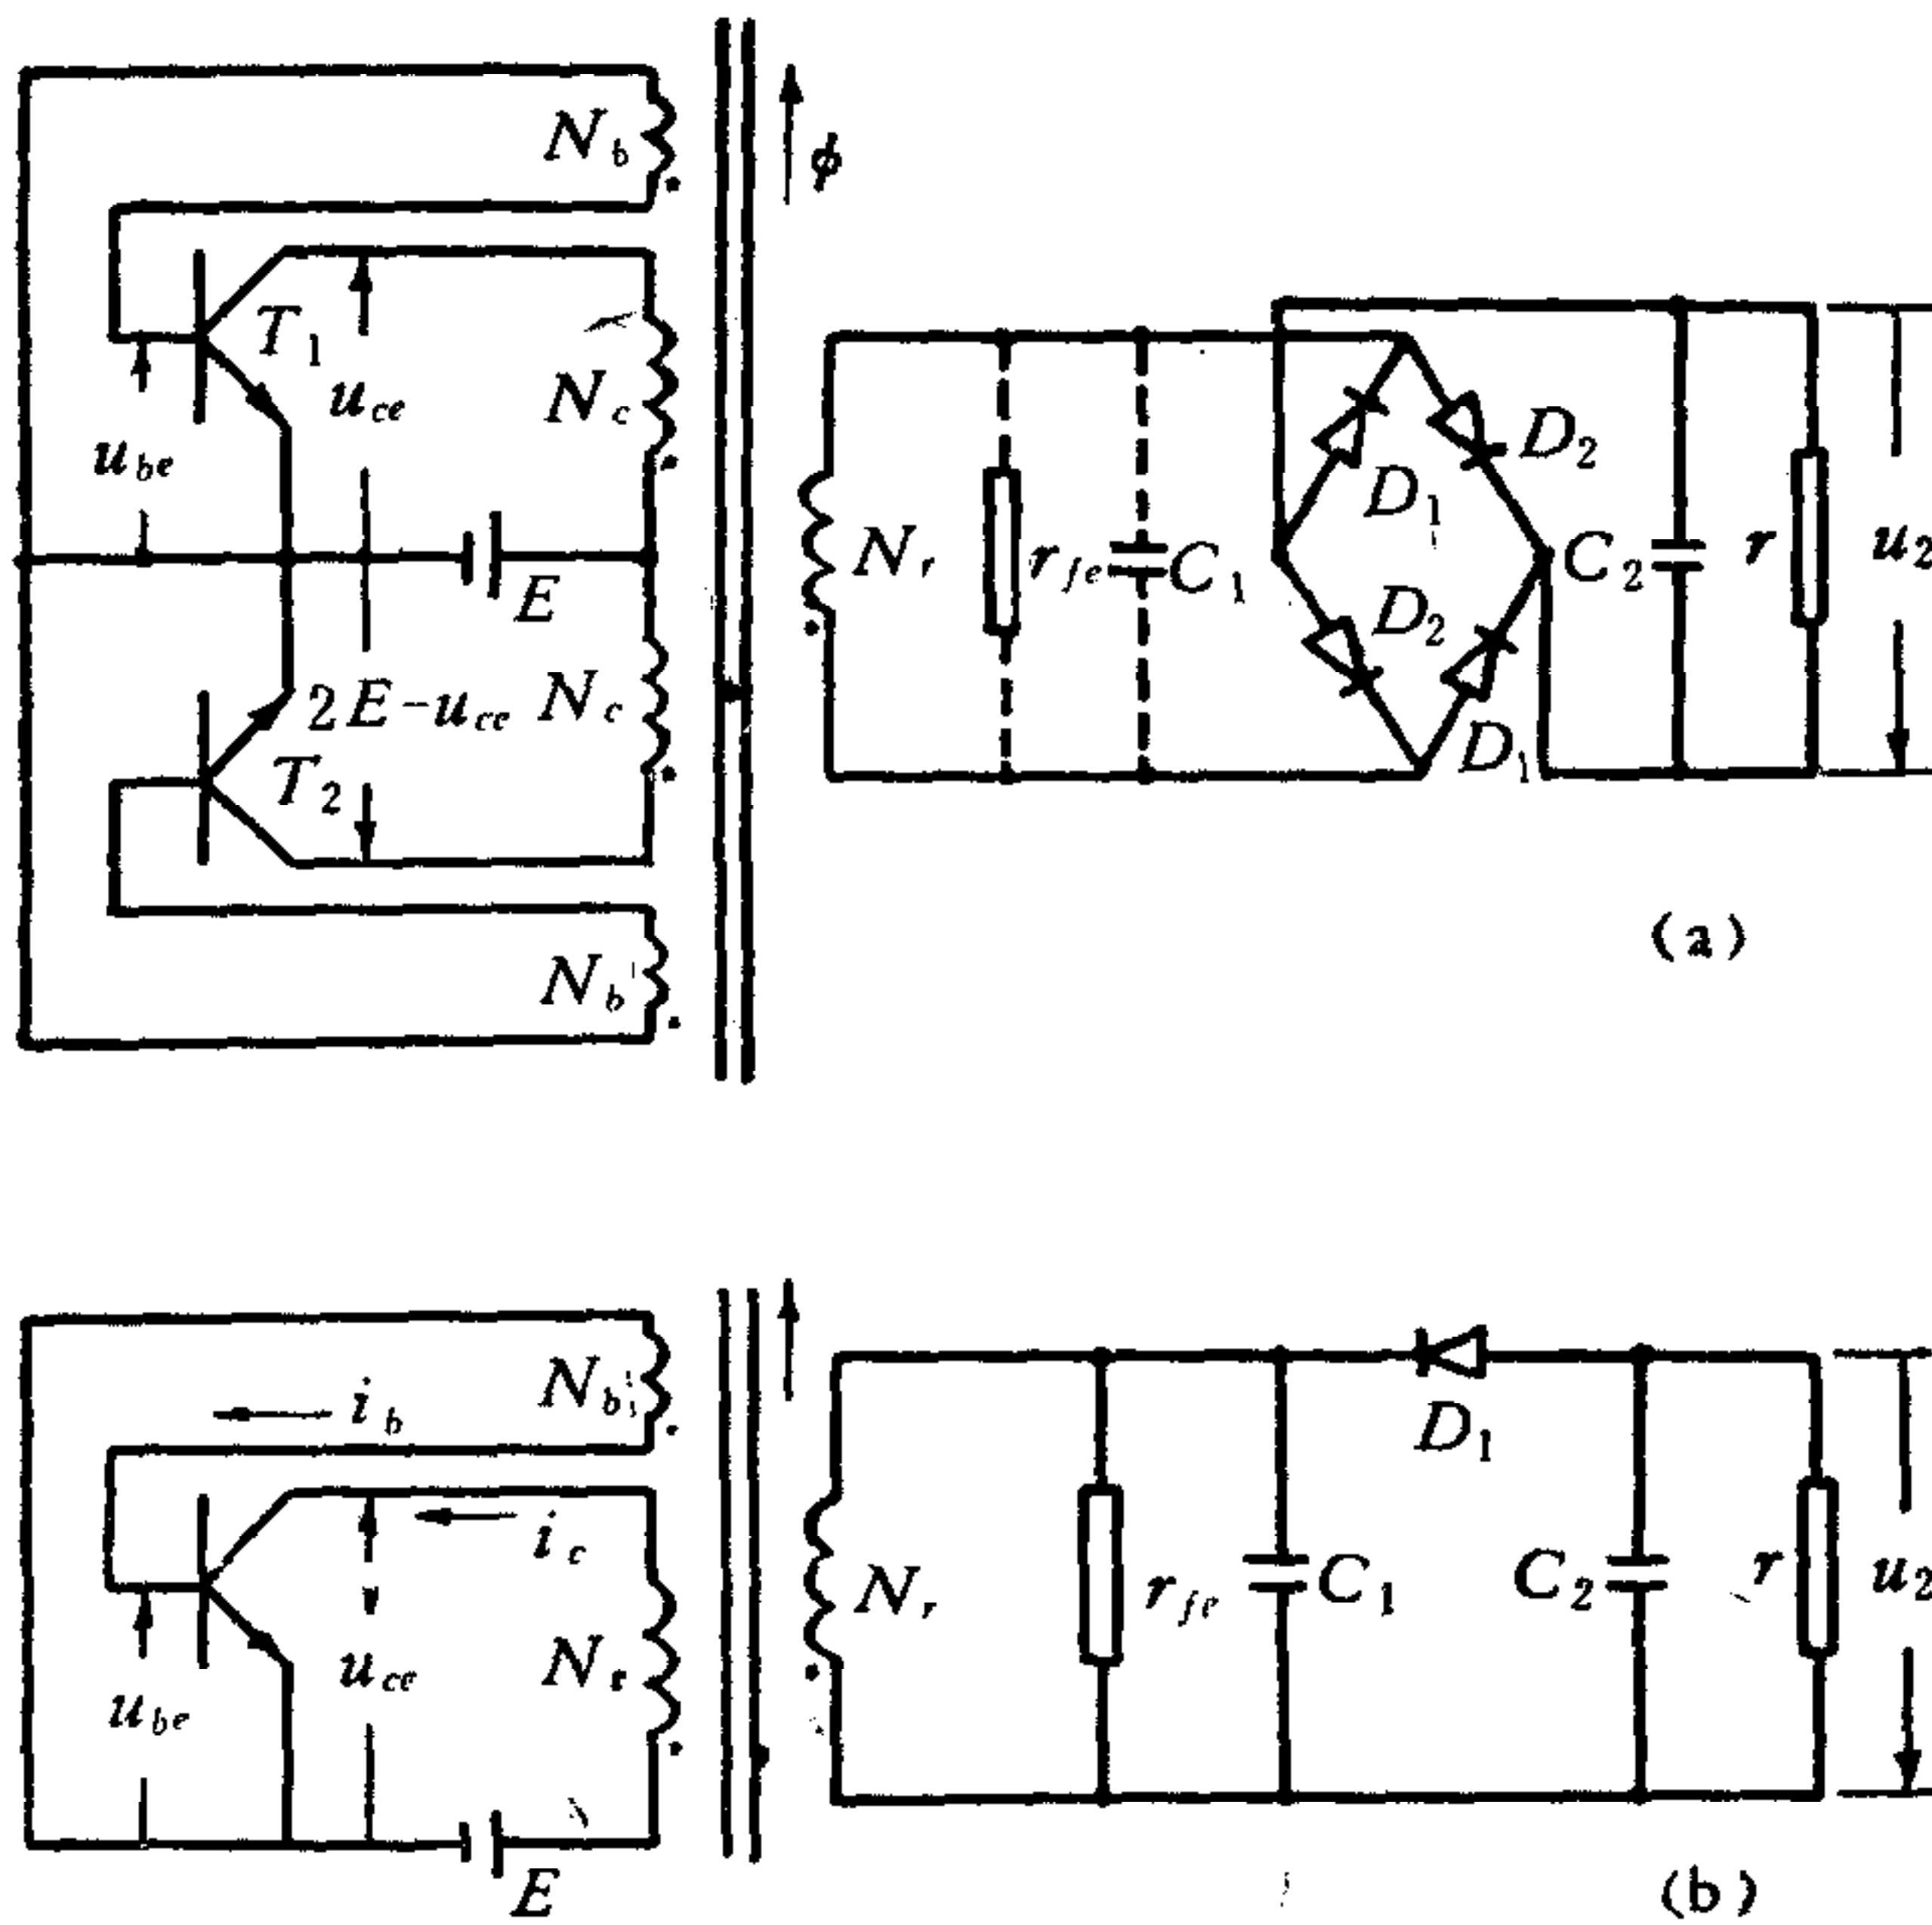 N_b
ϕ
T_1
u_ce
N_c
u_be
E
2E-u_ce
N_c
T_2
N_b
N_r
r_fe
C_1
D_1
D_2
D_2
D_1
C_2
r
u_2
(a)
N_b
i_b
i_c
u_ce
u_be
E
N_r
r_fe
C_1
D_1
C_2
r
u_2
(b)